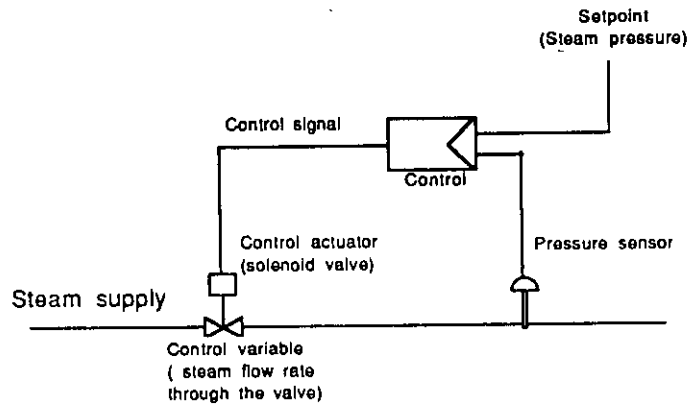 Setpoint
(Steam pressure)
Control signal
Control
Control actuator
(solenoid valve)
Pressure sensor
Steam supply
Control variable
( steam flow rate
through the valve)